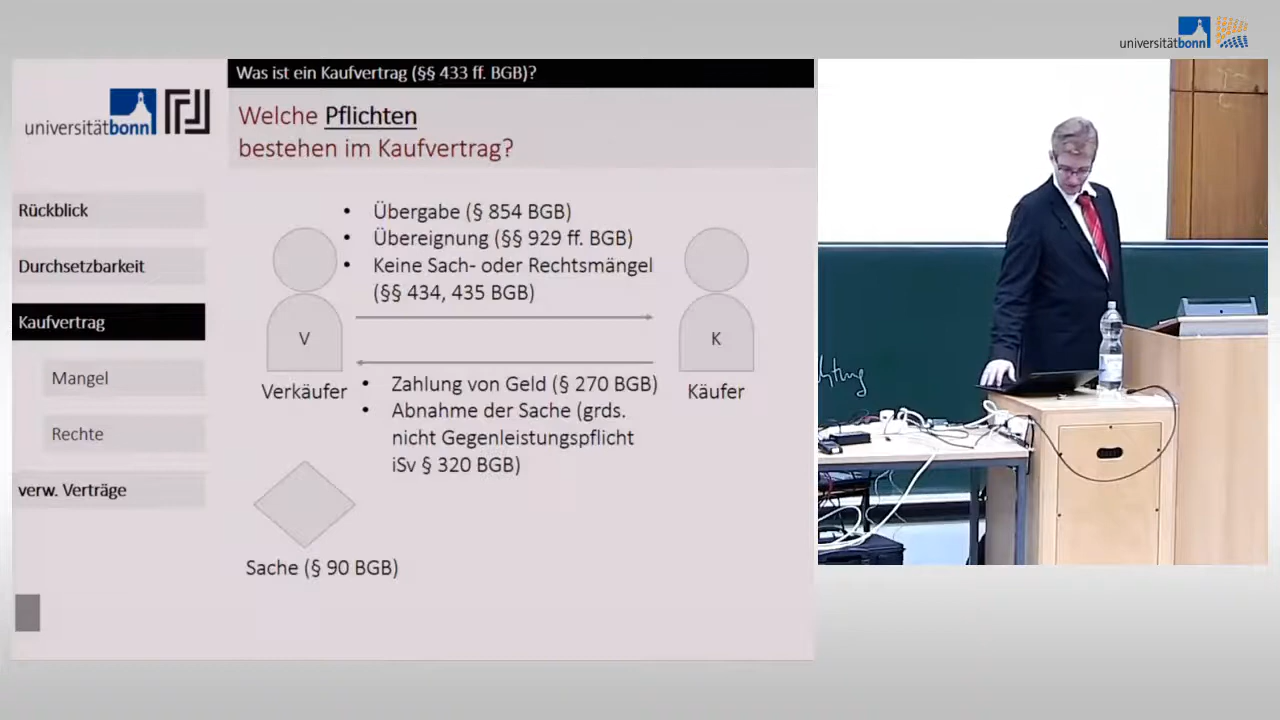 universitätbonn
Was ist ein Kaufvertrag (§§ 433 ff. BGB)?
universitätbonn
Welche Pflichten
bestehen im Kaufvertrag?
Rückblick
Durchsetzbarkeit
Kaufvertrag
Mangel
Rechte
verw. Verträge
• Übergabe (§ 854 BGB)
• Übereignung (§§ 929 ff. BGB)
• Keine Sach- oder Rechtsmängel
(§§ 434, 435 BGB)
V
K
Verkäufer
Käufer
• Zahlung von Geld (§ 270 BGB)
• Abnahme der Sache (grds.
nicht Gegenleistungspflicht
iSv § 320 BGB)
Sache (§ 90 BGB)